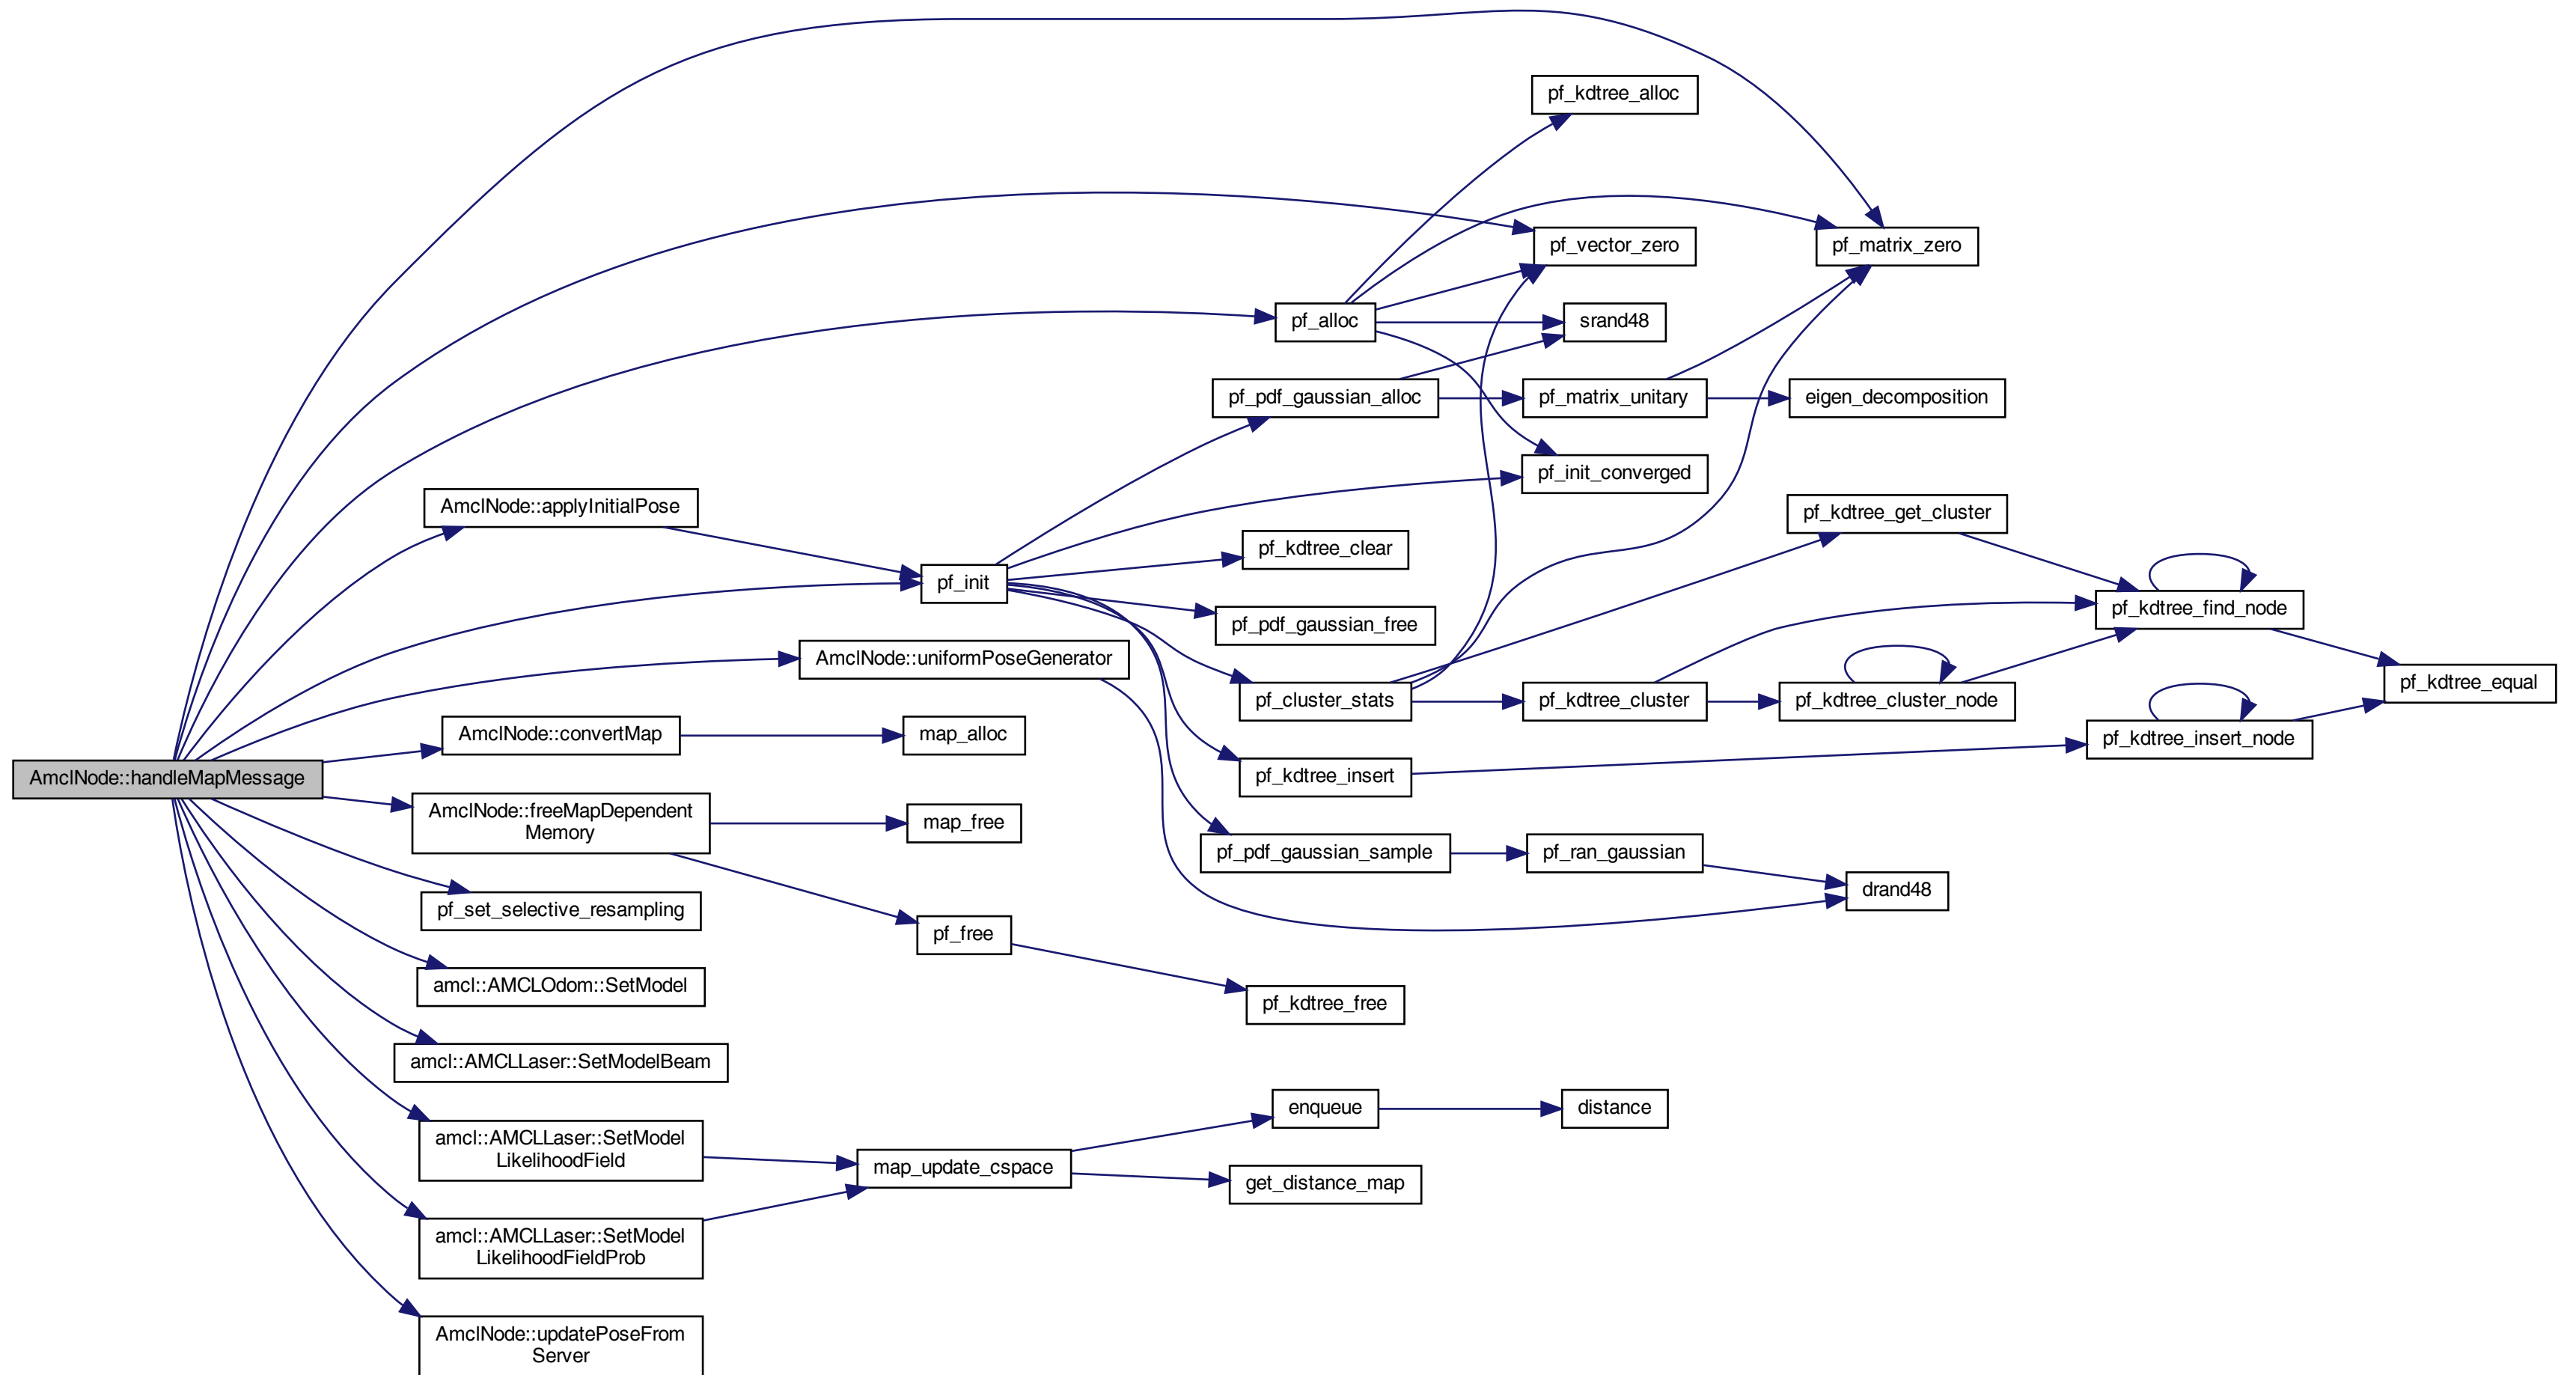 pf_kdtree_alloc
pf_vector_zero
pf_matrix_zero
pf_alloc
srand48
pf_pdf_gaussian_alloc
pf_matrix_unitary
eigen_decomposition
pf_init_converged
AmclNode::applyInitialPose
pf_kdtree_get_cluster
pf_kdtree_clear
pf_init
pf_kdtree_find_node
pf_pdf_gaussian_free
AmclNode::uniformPoseGenerator
pf_kdtree_equal
pf_cluster_stats
pf_kdtree_cluster
pf_kdtree_cluster_node
AmclNode::convertMap
map_alloc
pf_kdtree_insert_node
AmclNode::handleMapMessage
pf_kdtree_insert
AmclNode::freeMapDependent
Memory
map_free
pf_pdf_gaussian_sample
pf_ran_gaussian
drand48
pf_set_selective_resampling
pf_free
amcl::AMCLOdom::SetModel
pf_kdtree_free
amcl::AMCLLaser::SetModelBeam
enqueue
distance
amcl::AMCLLaser::SetModel
LikelihoodField
map_update_cspace
get_distance_map
amcl::AMCLLaser::SetModel
LikelihoodFieldProb
AmclNode::updatePoseFrom
Server